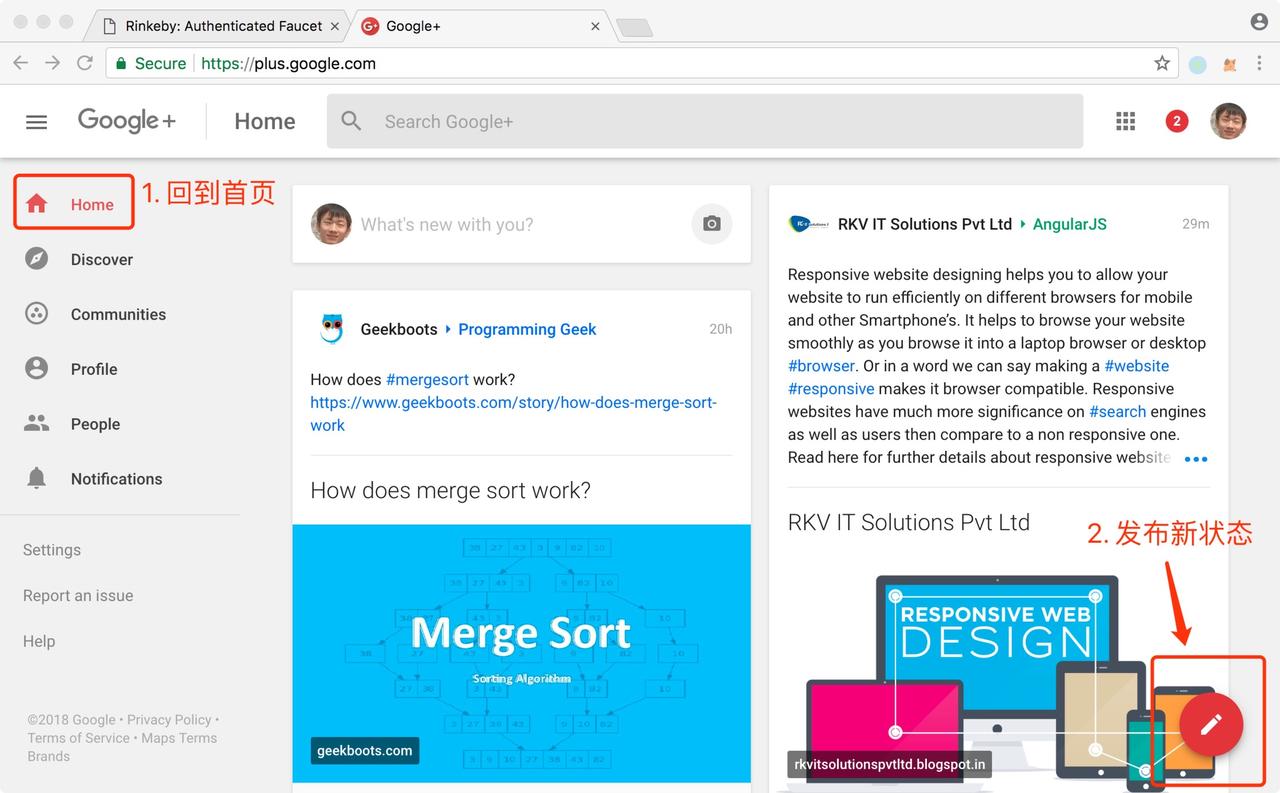 Rinkeby: Authenticated Faucet
Google+
Secure
https://plus.google.com
Google+
Home
Search Google+
2
Home
1. 回到首页
Discover
Communities
Profile
People
Notifications
Settings
Report an issue
Help
©2018 Google • Privacy Policy •
Terms of Service • Maps Terms
Brands
What's new with you?
Geekboots
Programming Geek
20h
How does #mergesort work?
https://www.geekboots.com/story/how-does-merge-sort-
work
How does merge sort work?
Merge Sort
Sorting Algorithm
geekboots.com
RKV IT Solutions Pvt Ltd
AngularJS
29m
Responsive website designing helps you to allow your
website to run efficiently on different browsers for mobile
and other Smartphone's. It helps to browse your website
smoothly as you browse it into a laptop browser or desktop
#browser. Or in a word we can say making a #website
#responsive makes it browser compatible. Responsive
websites have much more significance on #search engines
as well as users then compare to a non responsive one.
Read here for further details about responsive website
RKV IT Solutions Pvt Ltd
2. 发布新状态
RESPONSIVE WEB
DESIGN
rkvitsolutionspvtltd.blogspot.in